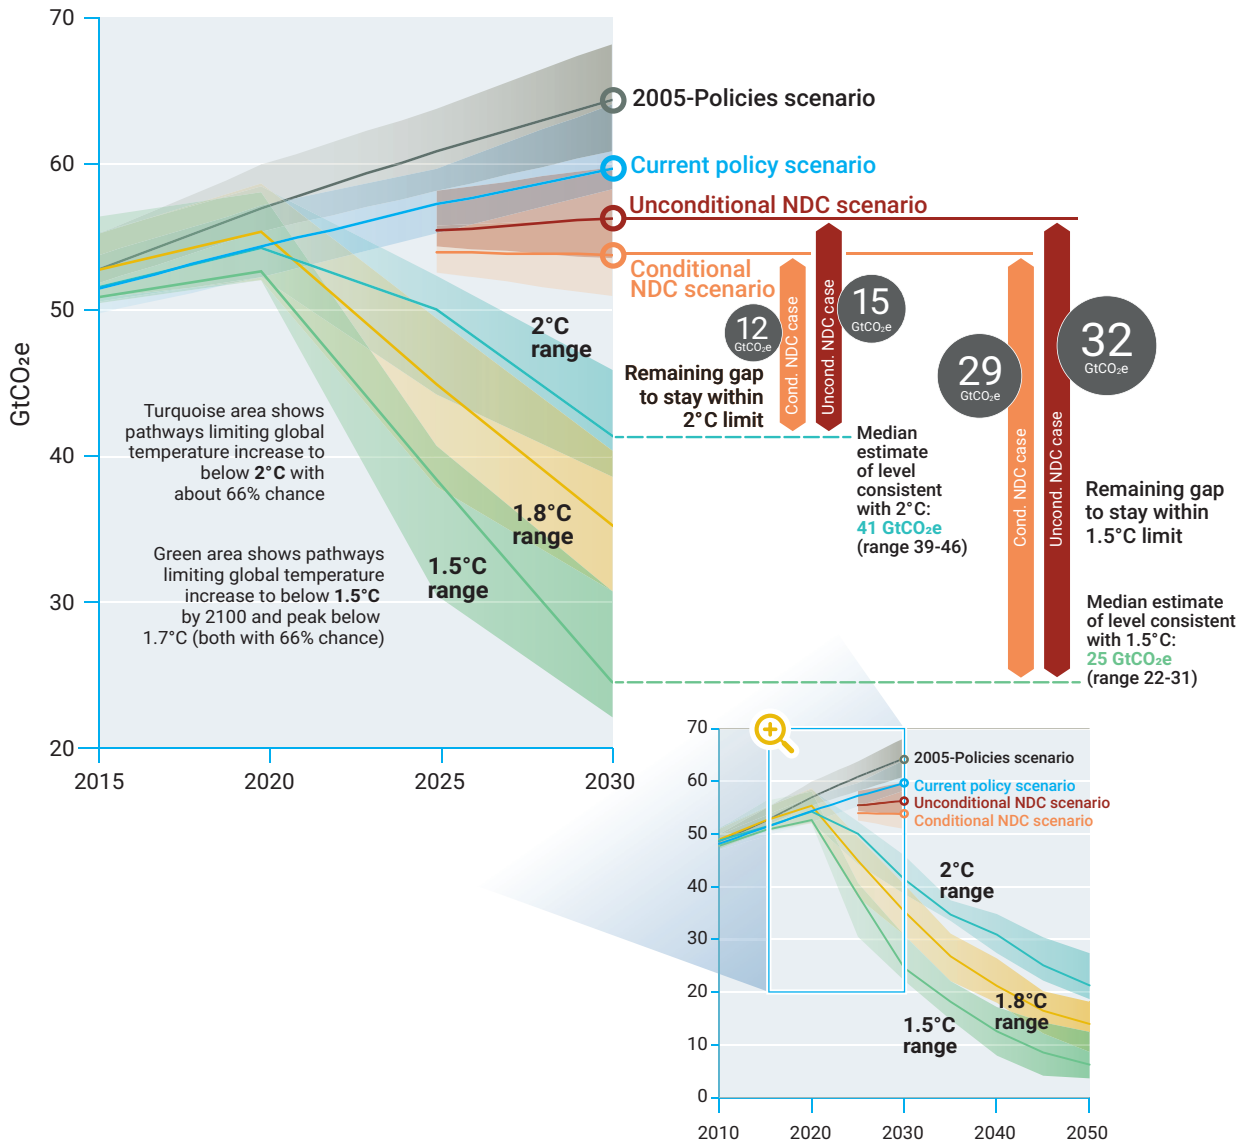 70
60
50
40
30
20
GtCO₂e
2015
2020
2025
2030
2005-Policies scenario
Current policy scenario
Unconditional NDC scenario
Conditional
NDC scenario
2°C
range
1.8°C
range
1.5°C
range
Turquoise area shows
pathways limiting global
temperature increase to
below 2°C with
about 66% chance
Green area shows pathways
limiting global temperature
increase to below 1.5°C
by 2100 and peak below
1.7°C (both with 66% chance)
12
GtCO₂e
Cond. NDC case
Uncond. NDC case
15
GtCO₂e
Remaining gap
to stay within
2°C limit
Median
estimate
of level
consistent
with 2°C:
41 GtCO₂e
(range 39-46)
29
GtCO₂e
Cond. NDC case
Uncond. NDC case
32
GtCO₂e
Remaining gap
to stay within
1.5°C limit
Median estimate
of level consistent
with 1.5°C:
25 GtCO₂e
(range 22-31)
70
60
50
40
30
20
10
0
2010
2020
2030
2040
2050
2005-Policies scenario
Current policy scenario
Unconditional NDC scenario
Conditional NDC scenario
2°C
range
1.8°C
range
1.5°C
range